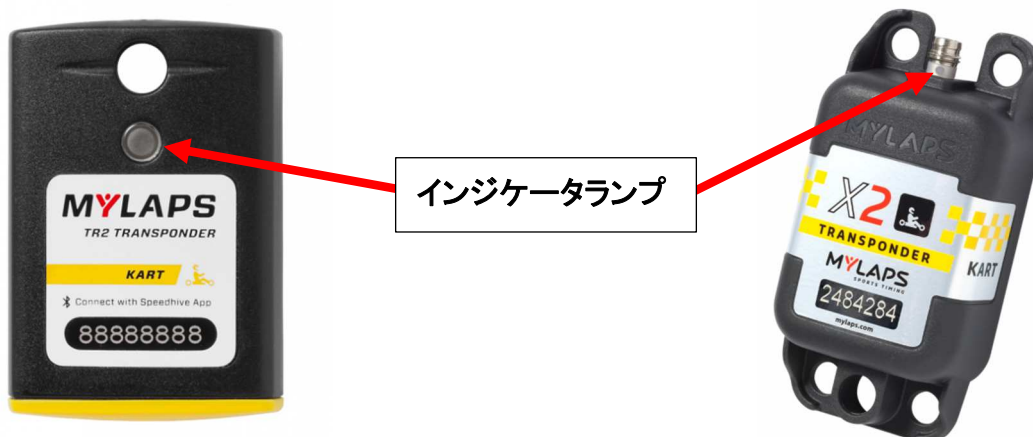 MYLAPS
TR2 TRANSPONDER
KART
Connect with Speedhive App
88888888
インジケータランプ
MYLAPS
X2
TRANSPONDER
KART
MYLAPS
SPORTS TIMING
2484284
mylaps.com